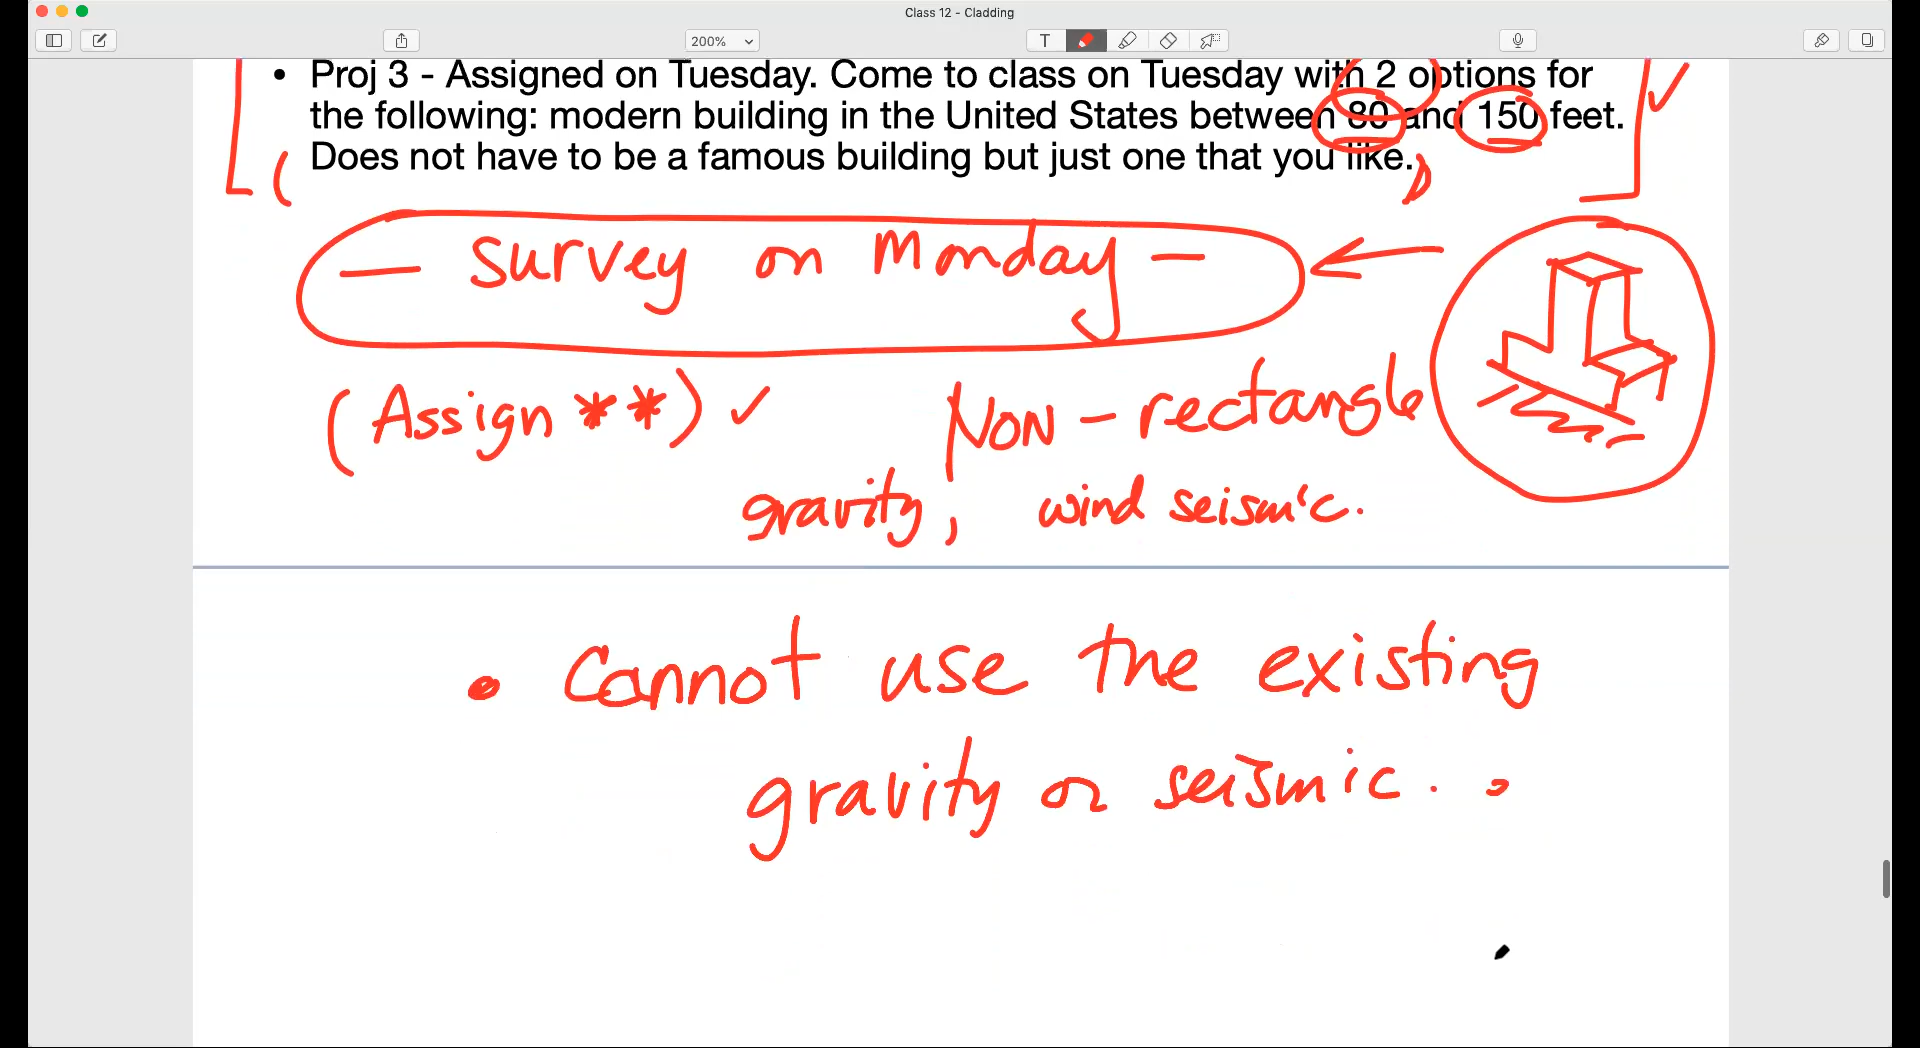 Class 12 - Cladding
200%
T
• Proj 3 - Assigned on Tuesday. Come to class on Tuesday with 2 options for
the following: modern building in the United States between 80 and 150 feet.
Does not have to be a famous building but just one that you like.
— Survey on Monday —
(Assign **) ✓
Non - rectangle
gravity, wind seismic.
• Cannot use the existing
gravity or seismic.